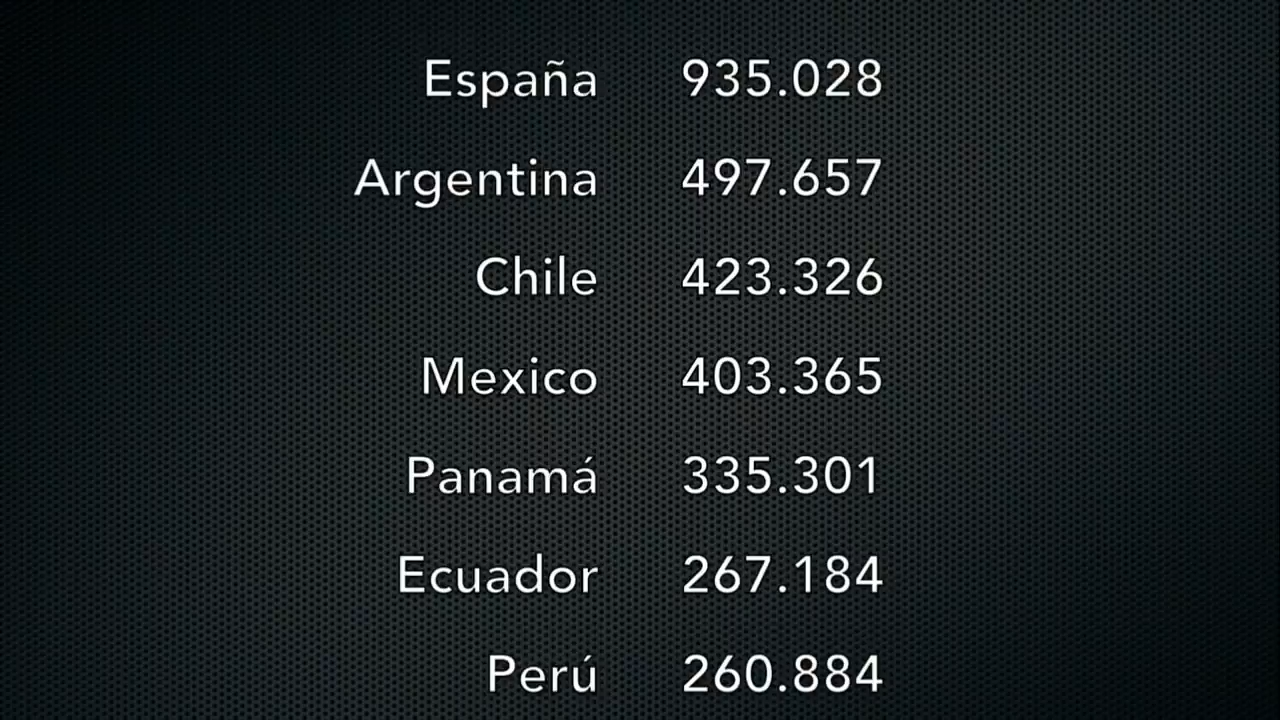 España 935.028
Argentina 497.657
Chile 423.326
Mexico 403.365
Panamá 335.301
Ecuador 267.184
Perú 260.884